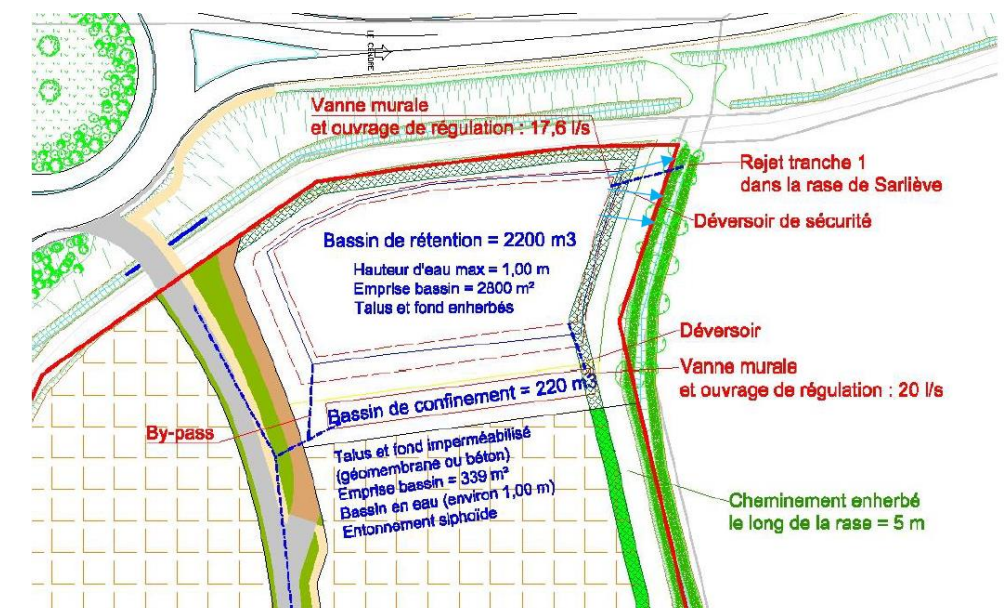 LE CENDRE
Vanne murale
et ouvrage de régulation : 17,6 l/s
Rejet tranche 1
dans la rase de Sarliève
Déversoir de sécurité
Bassin de rétention = 2200 m3
Hauteur d'eau max = 1,00 m
Emprise bassin = 2800 m²
Talus et fond enherbés
Déversoir
Vanne murale
et ouvrage de régulation : 20 l/s
Bassin de confinement = 220 m3
By-pass
Talus et fond imperméabilisé
(géomembrane ou béton)
Emprise bassin = 339 m²
Bassin en eau (environ 1,00 m)
Entonnement siphoïde
Cheminement enherbé
le long de la rase = 5 m